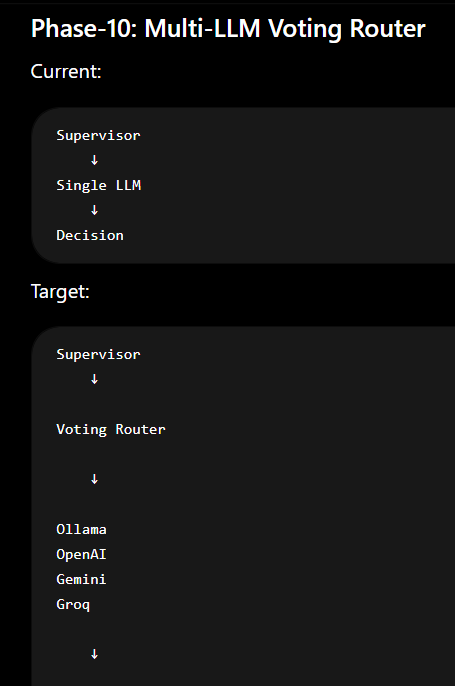 Phase-10: Multi-LLM Voting Router
Current:
Supervisor
↓
Single LLM
↓
Decision
Target:
Supervisor
↓
Voting Router
↓
Ollama
OpenAI
Gemini
Groq
↓